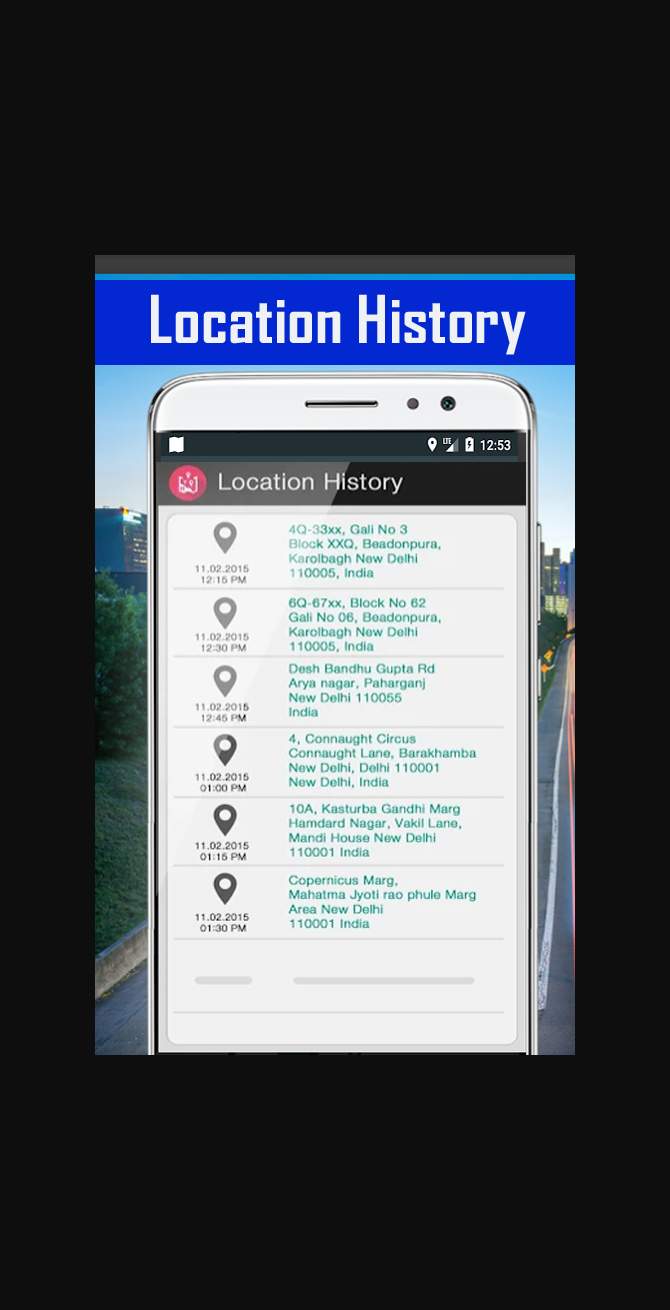 Location History
LTE
12:53
Location History
11.02.2015
12:15 PM
4Q-33xx, Gali No 3
Block XXQ, Beadonpura,
Karolbagh New Delhi
110005, India
11.02.2015
12:30 PM
6Q-67xx, Block No 62
Gali No 06, Beadonpura,
Karolbagh New Delhi
110005, India
11.02.2015
12:45 PM
Desh Bandhu Gupta Rd
Arya nagar, Paharganj
New Delhi 110055
India
11.02.2015
01:00 PM
4, Connaught Circus
Connaught Lane, Barakhamba
New Delhi, Delhi 110001
New Delhi, India
11.02.2015
01:15 PM
10A, Kasturba Gandhi Marg
Hamdard Nagar, Vakil Lane,
Mandi House New Delhi
110001 India
11.02.2015
01:30 PM
Copernicus Marg,
Mahatma Jyoti rao phule Marg
Area New Delhi
110001 India